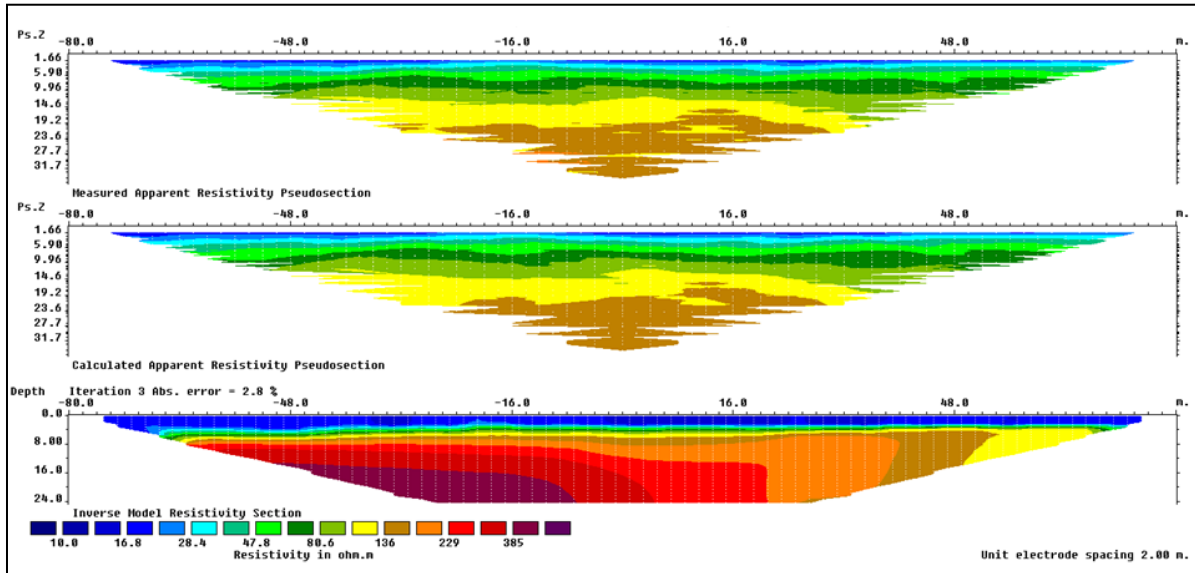 Ps.Z -80.0 -48.0 -16.0 16.0 48.0 m.
1.66
5.90
9.96
14.6
19.2
23.6
27.7
31.7
Measured Apparent Resistivity Pseudosection
Ps.Z -80.0 -48.0 -16.0 16.0 48.0 m.
1.66
5.90
9.96
14.6
19.2
23.6
27.7
31.7
Calculated Apparent Resistivity Pseudosection
Depth Iteration 3 Abs. error = 2.8 %
-80.0 -48.0 -16.0 16.0 48.0 m.
0.0
8.00
16.0
24.0
Inverse Model Resistivity Section
10.0 16.8 28.4 47.8 80.6 136 229 385
Resistivity in ohm.m
Unit electrode spacing 2.00 m.